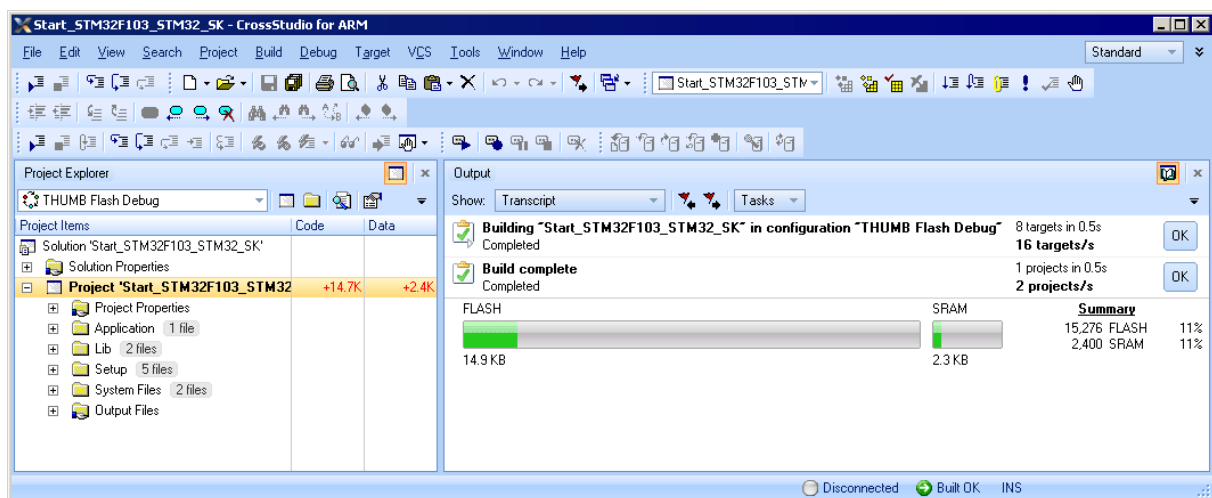 Start_STM32F103_STM32_SK - CrossStudio for ARM
File Edit View Search Project Build Debug Target VCS Tools Window Help Standard
Start_STM32F103_STM
Project Explorer
THUMB Flash Debug
Project Items Code Data
Solution 'Start_STM32F103_STM32_SK'
Solution Properties
Project 'Start_STM32F103_STM32 +14.7K +2.4K
Project Properties
Application 1 file
Lib 2 files
Setup 5 files
System Files 2 files
Output Files
Output
Show: Transcript Tasks
Building "Start_STM32F103_STM32_SK" in configuration "THUMB Flash Debug" 8 targets in 0.5s
Completed 16 targets/s
OK
Build complete 1 projects in 0.5s
Completed 2 projects/s
OK
FLASH SRAM Summary
15,276 FLASH 11%
2,400 SRAM 11%
14.9 KB 2.3 KB
Disconnected Built OK INS